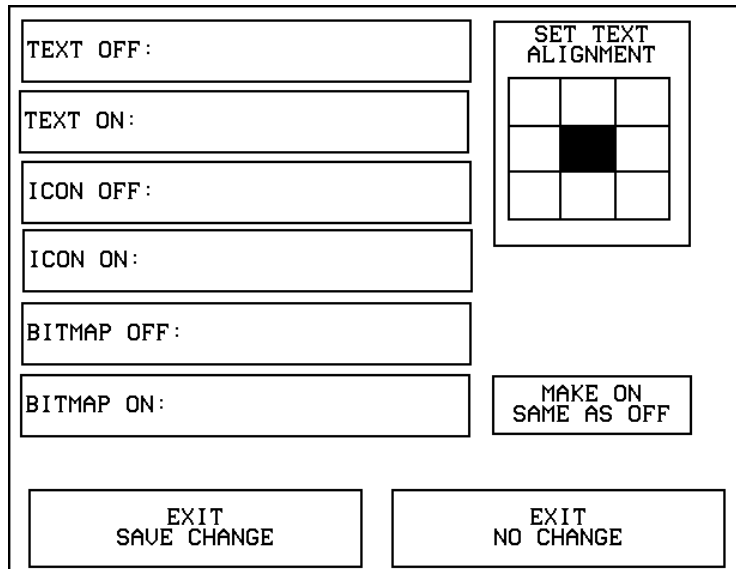 TEXT OFF:
SET TEXT
ALIGNMENT
TEXT ON:
ICON OFF:
ICON ON:
BITMAP OFF:
BITMAP ON:
MAKE ON
SAME AS OFF
EXIT
SAVE CHANGE
EXIT
NO CHANGE